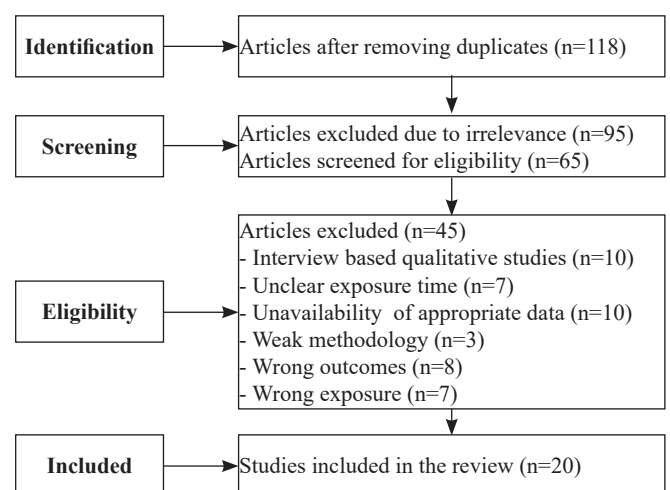 Identification
Articles after removing duplicates (n=118)
Screening
Articles excluded due to irrelevance (n=95)
Articles screened for eligibility (n=65)
Eligibility
Articles excluded (n=45)
- Interview based qualitative studies (n=10)
- Unclear exposure time (n=7)
- Unavailability of appropriate data (n=10)
- Weak methodology (n=3)
- Wrong outcomes (n=8)
- Wrong exposure (n=7)
Included
Studies included in the review (n=20)